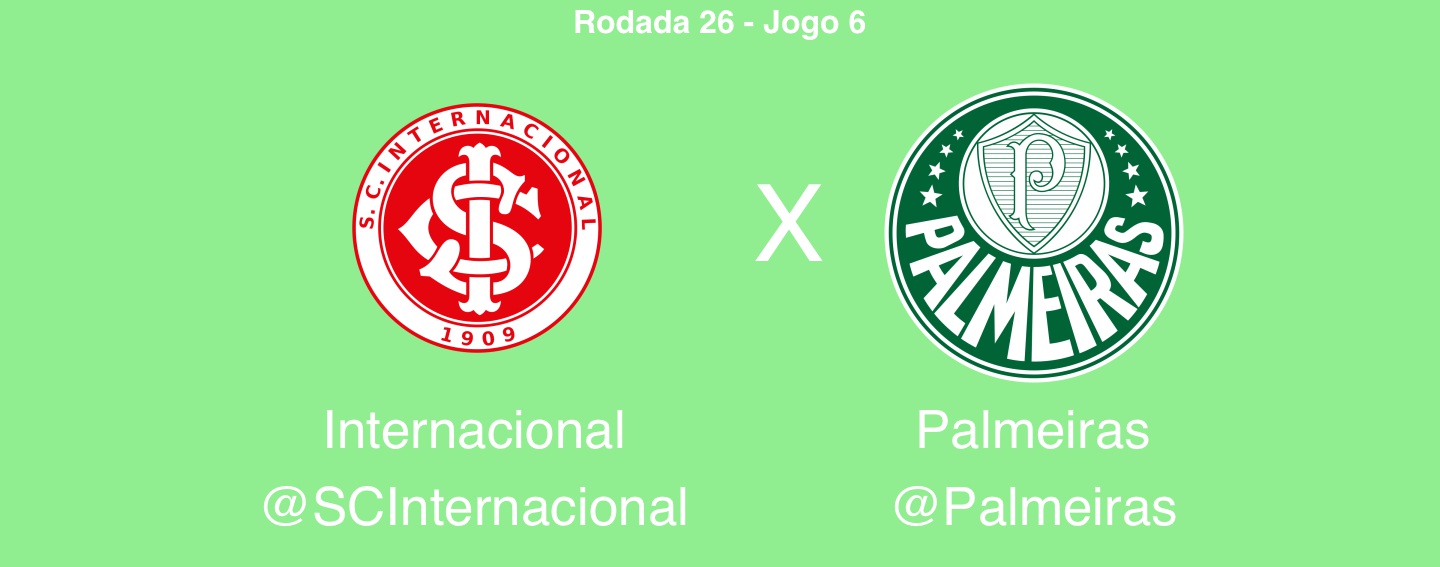 Rodada 26 - Jogo 6
S.C.INTERNACIONAL
1909
X
P
PALMEIRAS
Internacional
Palmeiras
@SCInternacional
@Palmeiras